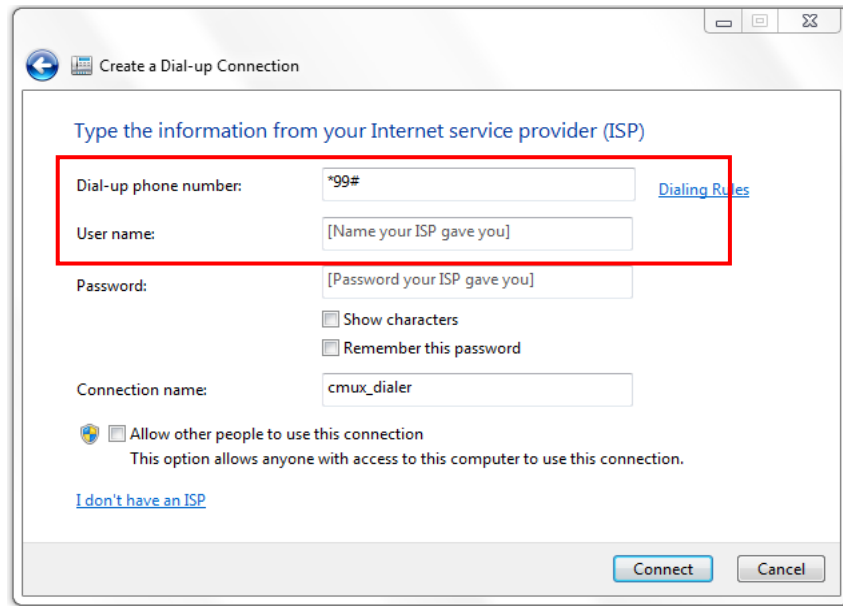 Create a Dial-up Connection
Type the information from your Internet service provider (ISP)
Dial-up phone number: *99# Dialing Rules
User name: [Name your ISP gave you]
Password: [Password your ISP gave you]
Show characters
Remember this password
Connection name: cmux_dialer
Allow other people to use this connection
This option allows anyone with access to this computer to use this connection.
I don't have an ISP
Connect Cancel